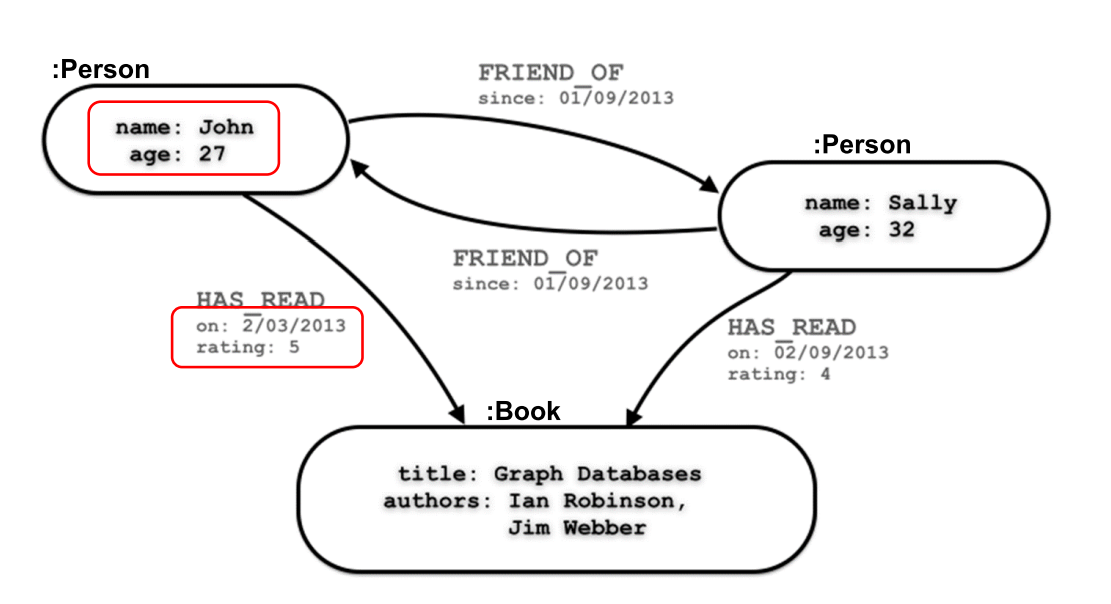 :Person
name: John
age: 27
FRIEND_OF
since: 01/09/2013
:Person
name: Sally
age: 32
FRIEND_OF
since: 01/09/2013
HAS_READ
on: 2/03/2013
rating: 5
HAS_READ
on: 02/09/2013
rating: 4
:Book
title: Graph Databases
authors: Ian Robinson,
Jim Webber